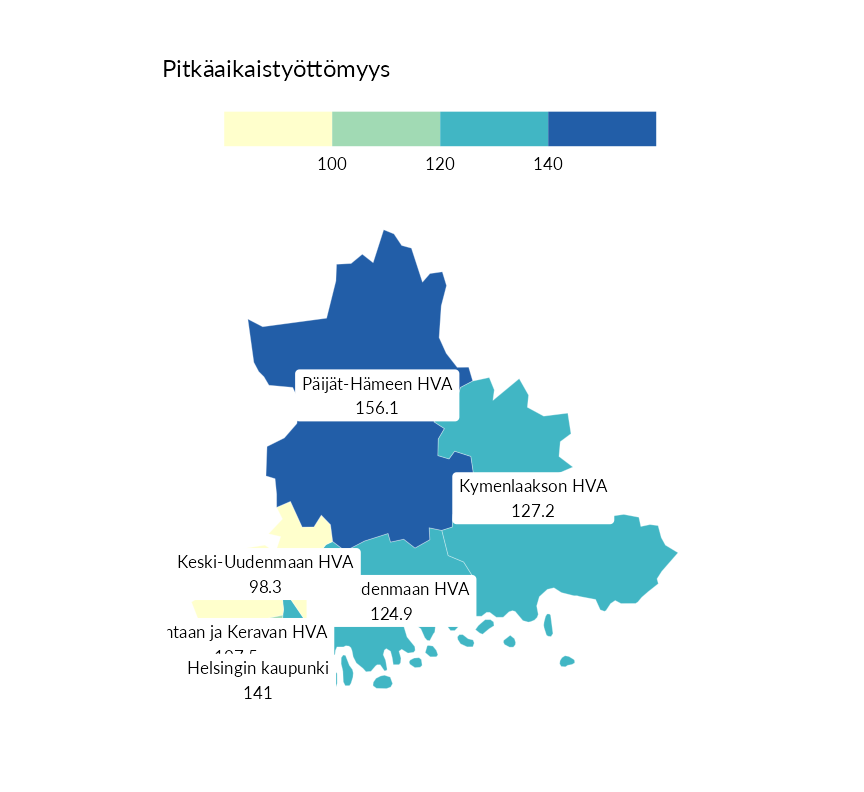 Pitkäaikaistyöttömyys
100 120 140
Päijät-Hämeen HVA
156.1
Kymenlaakson HVA
127.2
Keski-Uudenmaan HVA
98.3
denmaan HVA
124.9
ntaan ja Keravan HVA
Helsingin kaupunki
141